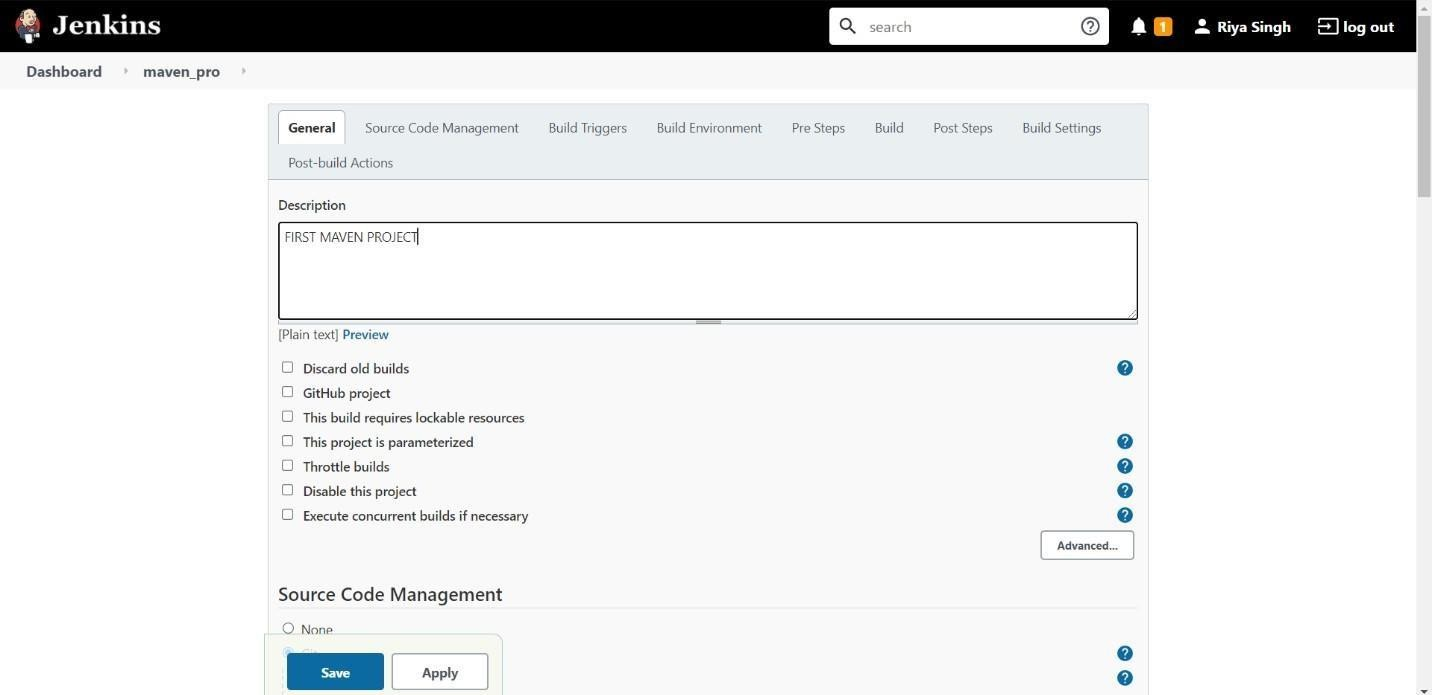 Jenkins
search
1
Riya Singh
log out
Dashboard
maven_pro
General
Source Code Management
Build Triggers
Build Environment
Pre Steps
Build
Post Steps
Build Settings
Post-build Actions
Description
FIRST MAVEN PROJECT
[Plain text] Preview
Discard old builds
GitHub project
This build requires lockable resources
This project is parameterized
Throttle builds
Disable this project
Execute concurrent builds if necessary
Advanced...
Source Code Management
None
Save
Apply